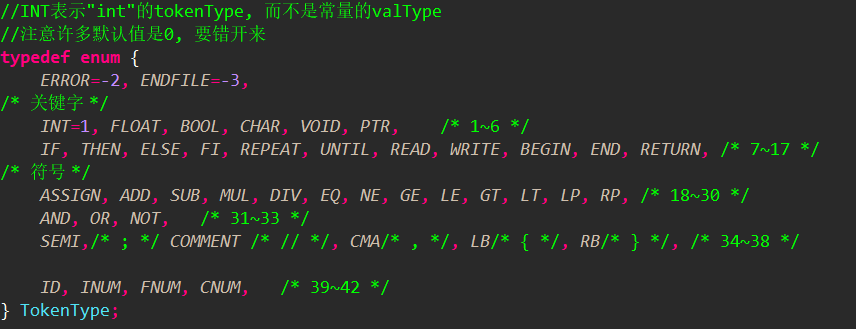 //INT表示"int"的tokenType, 而不是常量的valType
//注意许多默认值是0, 要错开来
typedef enum {
    ERROR=-2, ENDFILE=-3,
/* 关键字 */
    INT=1, FLOAT, BOOL, CHAR, VOID, PTR,    /* 1~6 */
    IF, THEN, ELSE, FI, REPEAT, UNTIL, READ, WRITE, BEGIN, END, RETURN, /* 7~17 */
/* 符号 */
    ASSIGN, ADD, SUB, MUL, DIV, EQ, NE, GE, LE, GT, LT, LP, RP, /* 18~30 */
    AND, OR, NOT,   /* 31~33 */
    SEMI,/* ; */ COMMENT /* // */, CMA/* , */, LB/* { */, RB/* } */, /* 34~38 */
    ID, INUM, FNUM, CNUM,   /* 39~42 */
} TokenType;